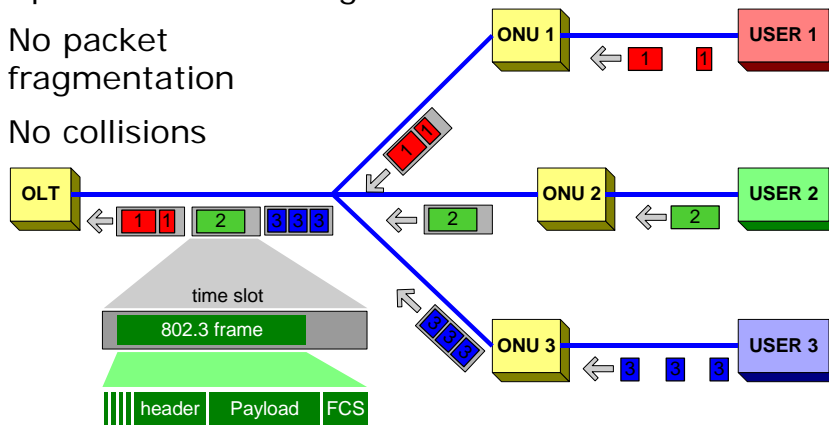 No packet
fragmentation
No collisions
ONU 1
USER 1
1 1
1 1
OLT
ONU 2
USER 2
1 1 2 3 3 3
2
2
time slot
802.3 frame
3 3 3
ONU 3
USER 3
3 3 3
header Payload FCS